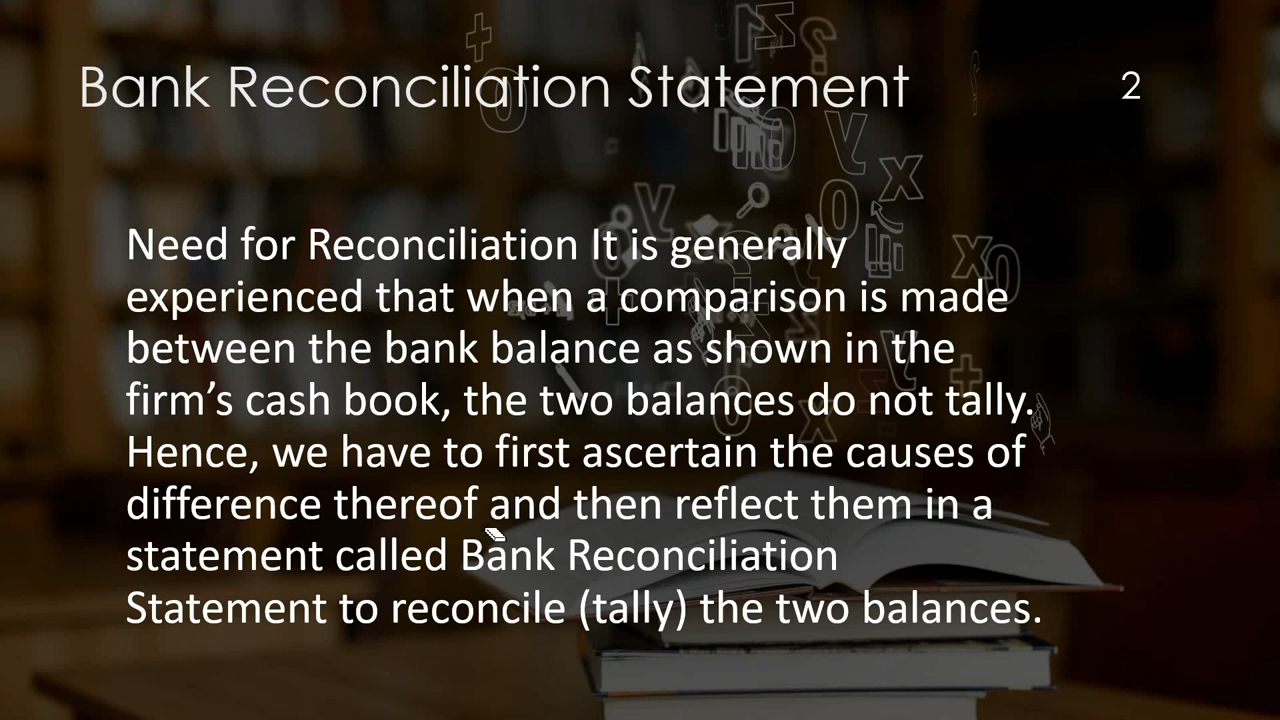 Bank Reconciliation Statement
2
Need for Reconciliation It is generally
experienced that when a comparison is made
between the bank balance as shown in the
firm’s cash book, the two balances do not tally.
Hence, we have to first ascertain the causes of
difference thereof and then reflect them in a
statement called Bank Reconciliation
Statement to reconcile (tally) the two balances.